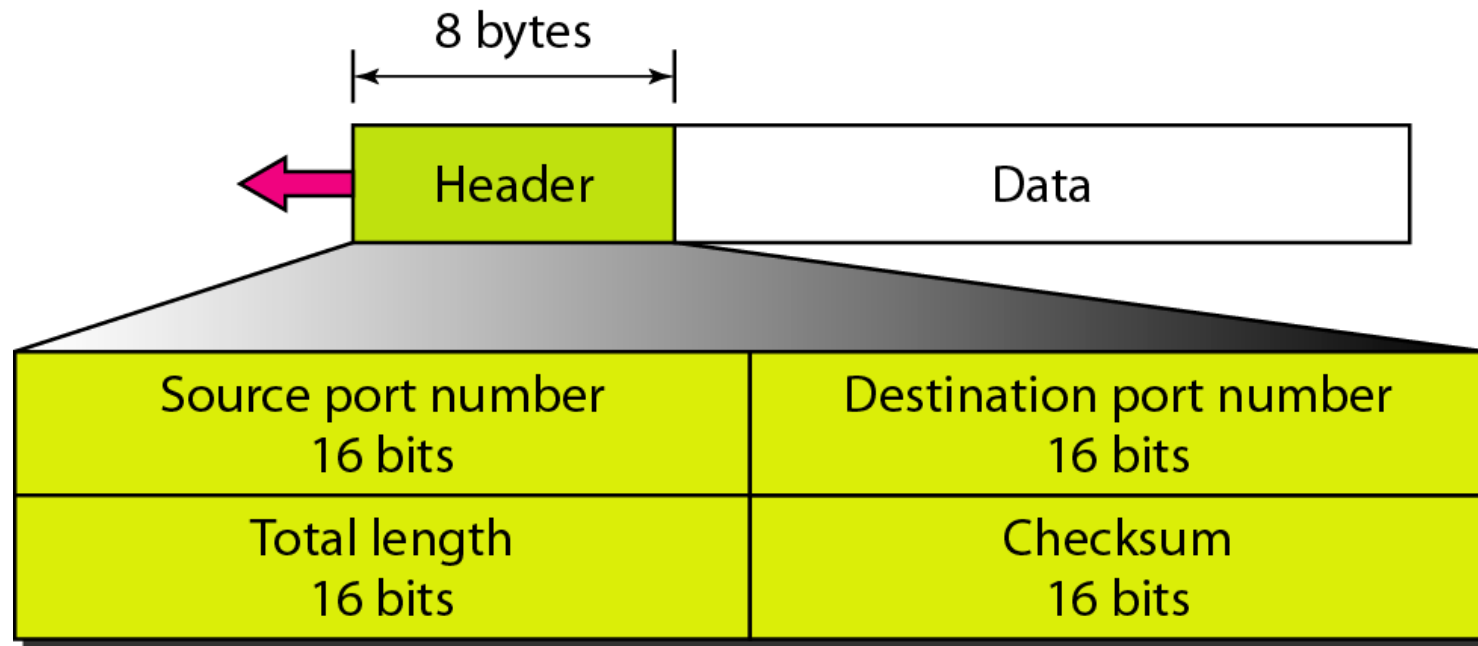 8 bytes
Header
Data
Source port number
16 bits
Destination port number
16 bits
Total length
16 bits
Checksum
16 bits